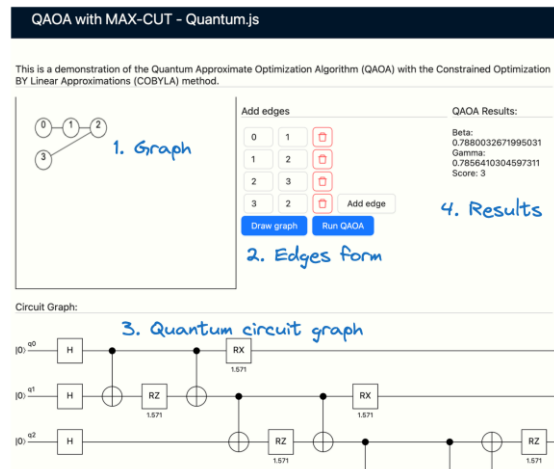 QAOA with MAX-CUT - Quantum.js
This is a demonstration of the Quantum Approximate Optimization Algorithm (QAOA) with the Constrained Optimization
BY Linear Approximations (COBYLA) method.
0 1 2
3
1. Graph
Add edges
0 1
1 2
2 3
3 2 Add edge
Draw graph Run QAOA
2. Edges form
QAOA Results:
Beta:
0.7880032671995031
Gamma:
0.7856410304597311
Score: 3
4. Results
Circuit Graph:
3. Quantum circuit graph
|0⟩ q0 H RX
1.571
|0⟩ q1 H RZ RX
1.571 1.571
|0⟩ q2 H RZ RZ
1.571 1.571